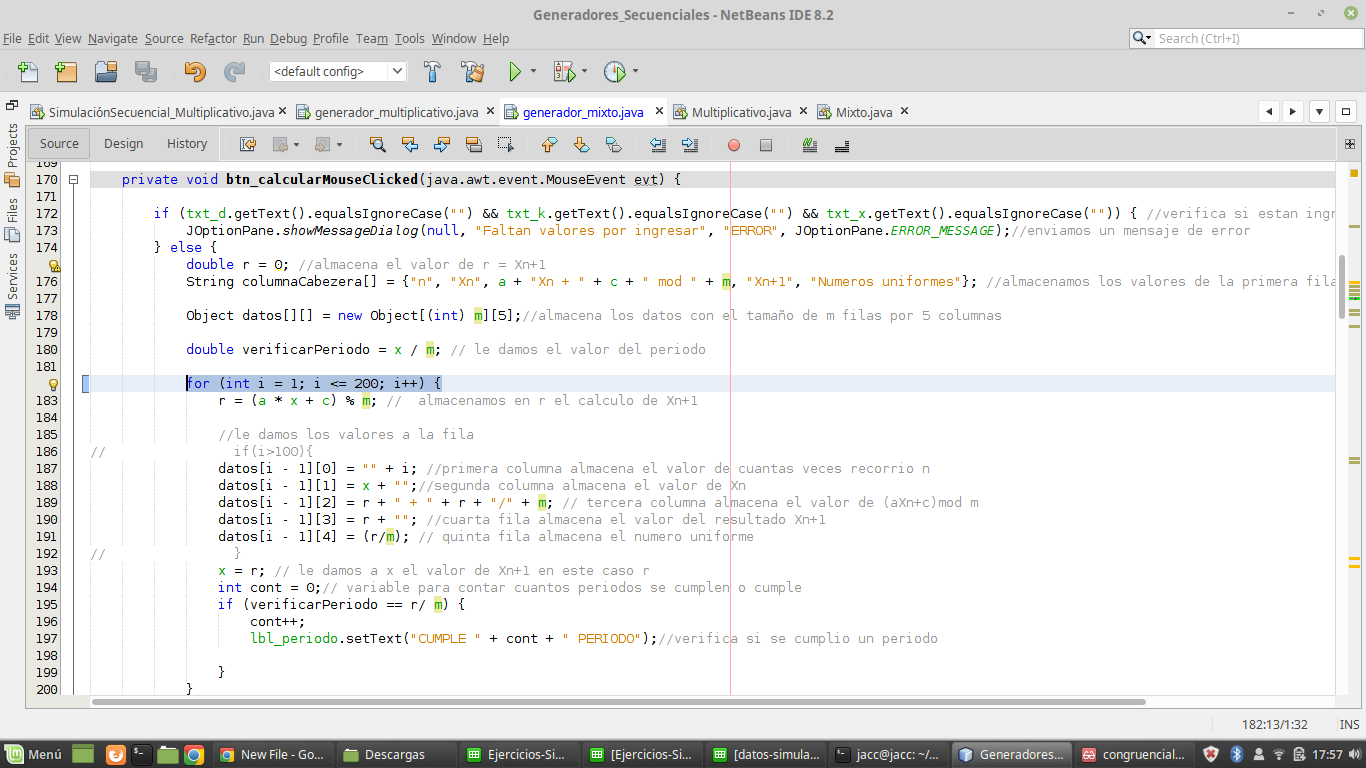 Generadores_Secuenciales - NetBeans IDE 8.2
File Edit View Navigate Source Refactor Run Debug Profile Team Tools Window Help
Search (Ctrl+I)
<default config>
SimulaciónSecuencial_Multiplicativo.java generador_multiplicativo.java generador_mixto.java Multiplicativo.java Mixto.java
Projects
Files
Services
Source Design History
169
170 private void btn_calcularMouseClicked(java.awt.event.MouseEvent evt) {
171
172 if (txt_d.getText().equalsIgnoreCase("") && txt_k.getText().equalsIgnoreCase("") && txt_x.getText().equalsIgnoreCase("")) { //verifica si estan ingr
173 JOptionPane.showMessageDialog(null, "Faltan valores por ingresar", "ERROR", JOptionPane.ERROR_MESSAGE);//enviamos un mensaje de error
174 } else {
double r = 0; //almacena el valor de r = Xn+1
176 String columnaCabezera[] = {"n", "Xn", a + "Xn + " + c + " mod " + m, "Xn+1", "Numeros uniformes"}; //almacenamos los valores de la primera fila
177
178 Object datos[][] = new Object[(int) m][5];//almacena los datos con el tamaño de m filas por 5 columnas
179
180 double verificarPeriodo = x / m; // le damos el valor del periodo
181
for (int i = 1; i <= 200; i++) {
183 r = (a * x + c) % m; //  almacenamos en r el calculo de Xn+1
184
185 //le damos los valores a la fila
186 // if(i>100){
187 datos[i - 1][0] = "" + i; //primera columna almacena el valor de cuantas veces recorrio n
188 datos[i - 1][1] = x + "";//segunda columna almacena el valor de Xn
189 datos[i - 1][2] = r + " + " + r + "/" + m; // tercera columna almacena el valor de (aXn+c)mod m
190 datos[i - 1][3] = r + ""; //cuarta fila almacena el valor del resultado Xn+1
191 datos[i - 1][4] = (r/m); // quinta fila almacena el numero uniforme
192 // }
193 x = r; // le damos a x el valor de Xn+1 en este caso r
194 int cont = 0;// variable para contar cuantos periodos se cumplen o cumple
195 if (verificarPeriodo == r/ m) {
196 cont++;
197 lbl_periodo.setText("CUMPLE " + cont + " PERIODO");//verifica si se cumplio un periodo
198
199 }
200 }
182:13/1:32 INS
Menú New File - Go... Descargas Ejercicios-Si... [Ejercicios-Si... [datos-simula... jacc@jacc: ~/... Generadores... congruencial... 17:57